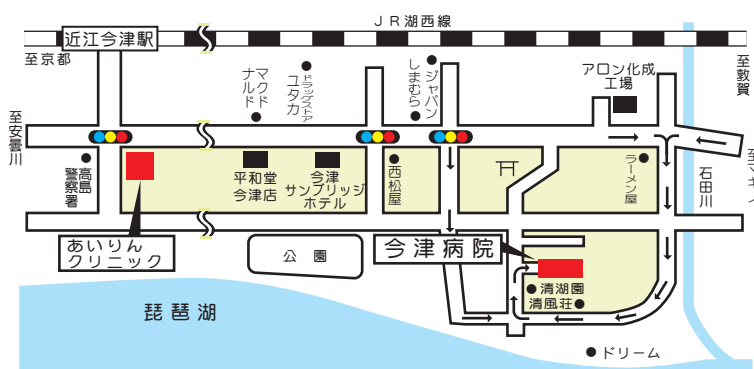 JR湖西線
近江今津駅
至京都
至敦賀
マクドナルド
ドラッグストア
ユタカ
ジャパン
しまむら
アロン化成
工場
至安曇川
高島
警察署
平和堂
今津店
今津
サンブリッジ
ホテル
西松屋
ラーメン屋
石田川
至マキノ
あいりん
クリニック
公園
今津病院
清湖園
清風荘
琵琶湖
ドリーム